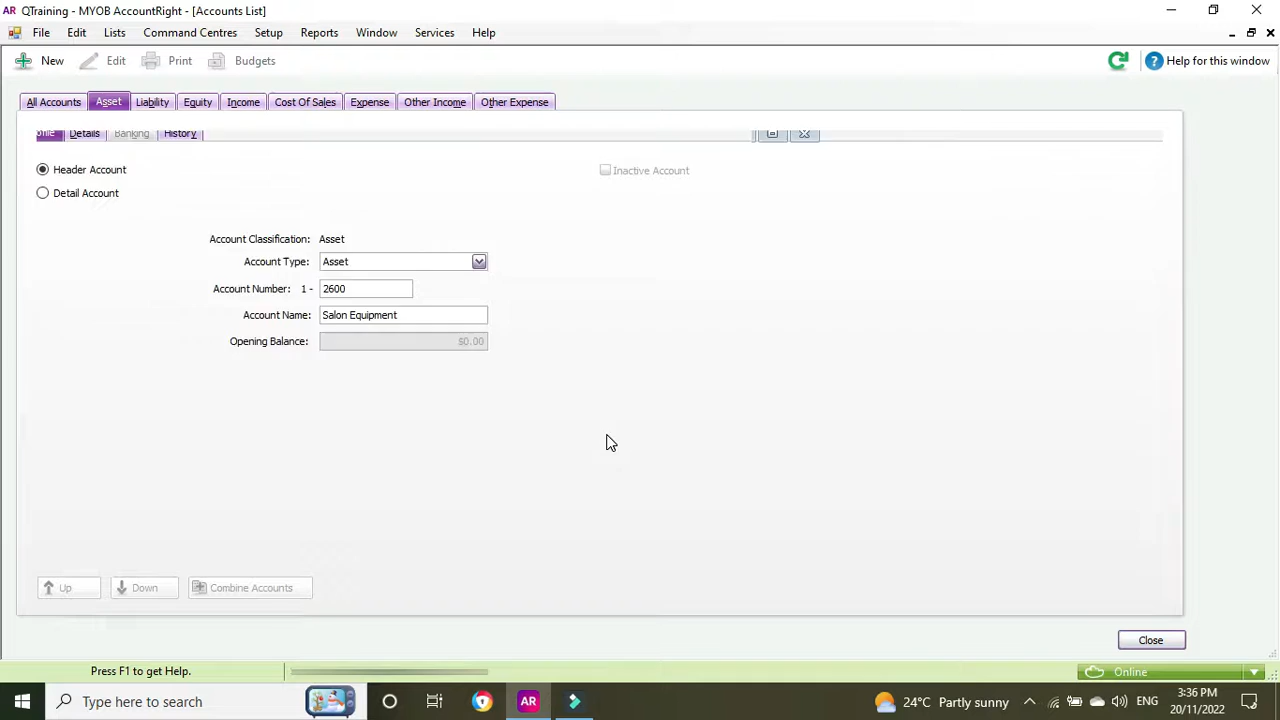 AR QTraining - MYOB AccountRight - [Accounts List]
File Edit Lists Command Centres Setup Reports Window Services Help
New Edit Print Budgets ? Help for this window
All Accounts Asset Liability Equity Income Cost Of Sales Expense Other Income Other Expense
Details Banking History
Header Account Inactive Account
Detail Account
Account Classification: Asset
Account Type: Asset
Account Number: 1 - 2600
Account Name: Salon Equipment
Opening Balance: $0.00
Up Down Combine Accounts
Close
Press F1 to get Help. Online
Type here to search AR 24°C Partly sunny ENG 3:36 PM
20/11/2022